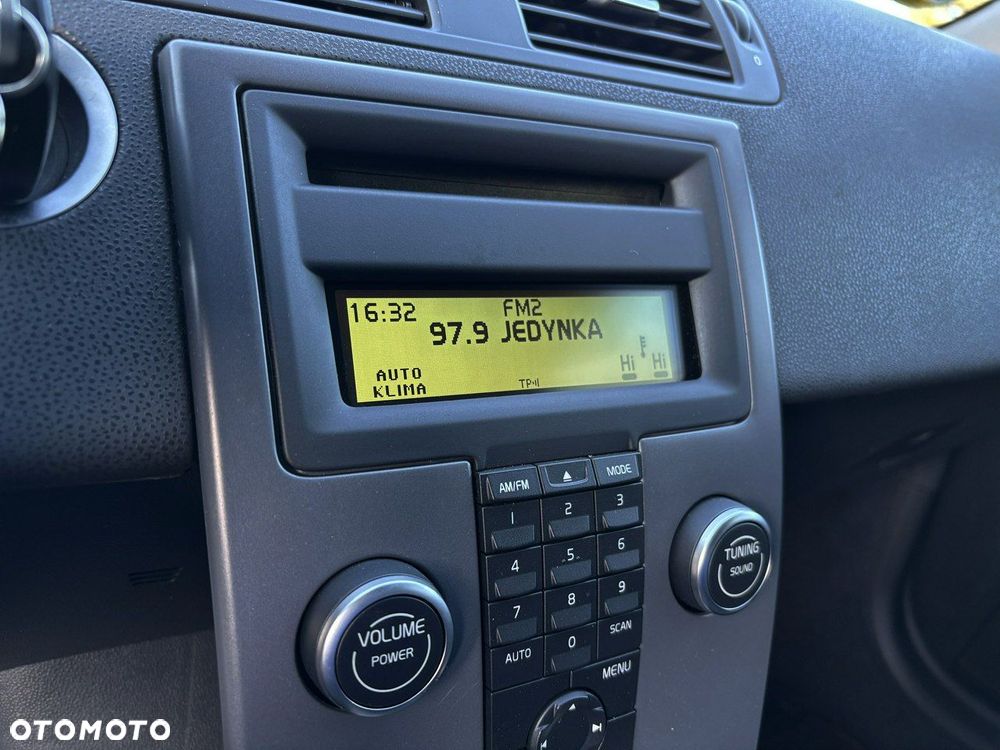 0
16:32 FM2
97.9 JEDYNKA
Hi Hi
AUTO
KLIMA
TP
AM/FM MODE
1 2 3
4 5 6
7 8 9
AUTO 0 SCAN
MENU
VOLUME
POWER
TUNING
SOUND
OTOMOTO